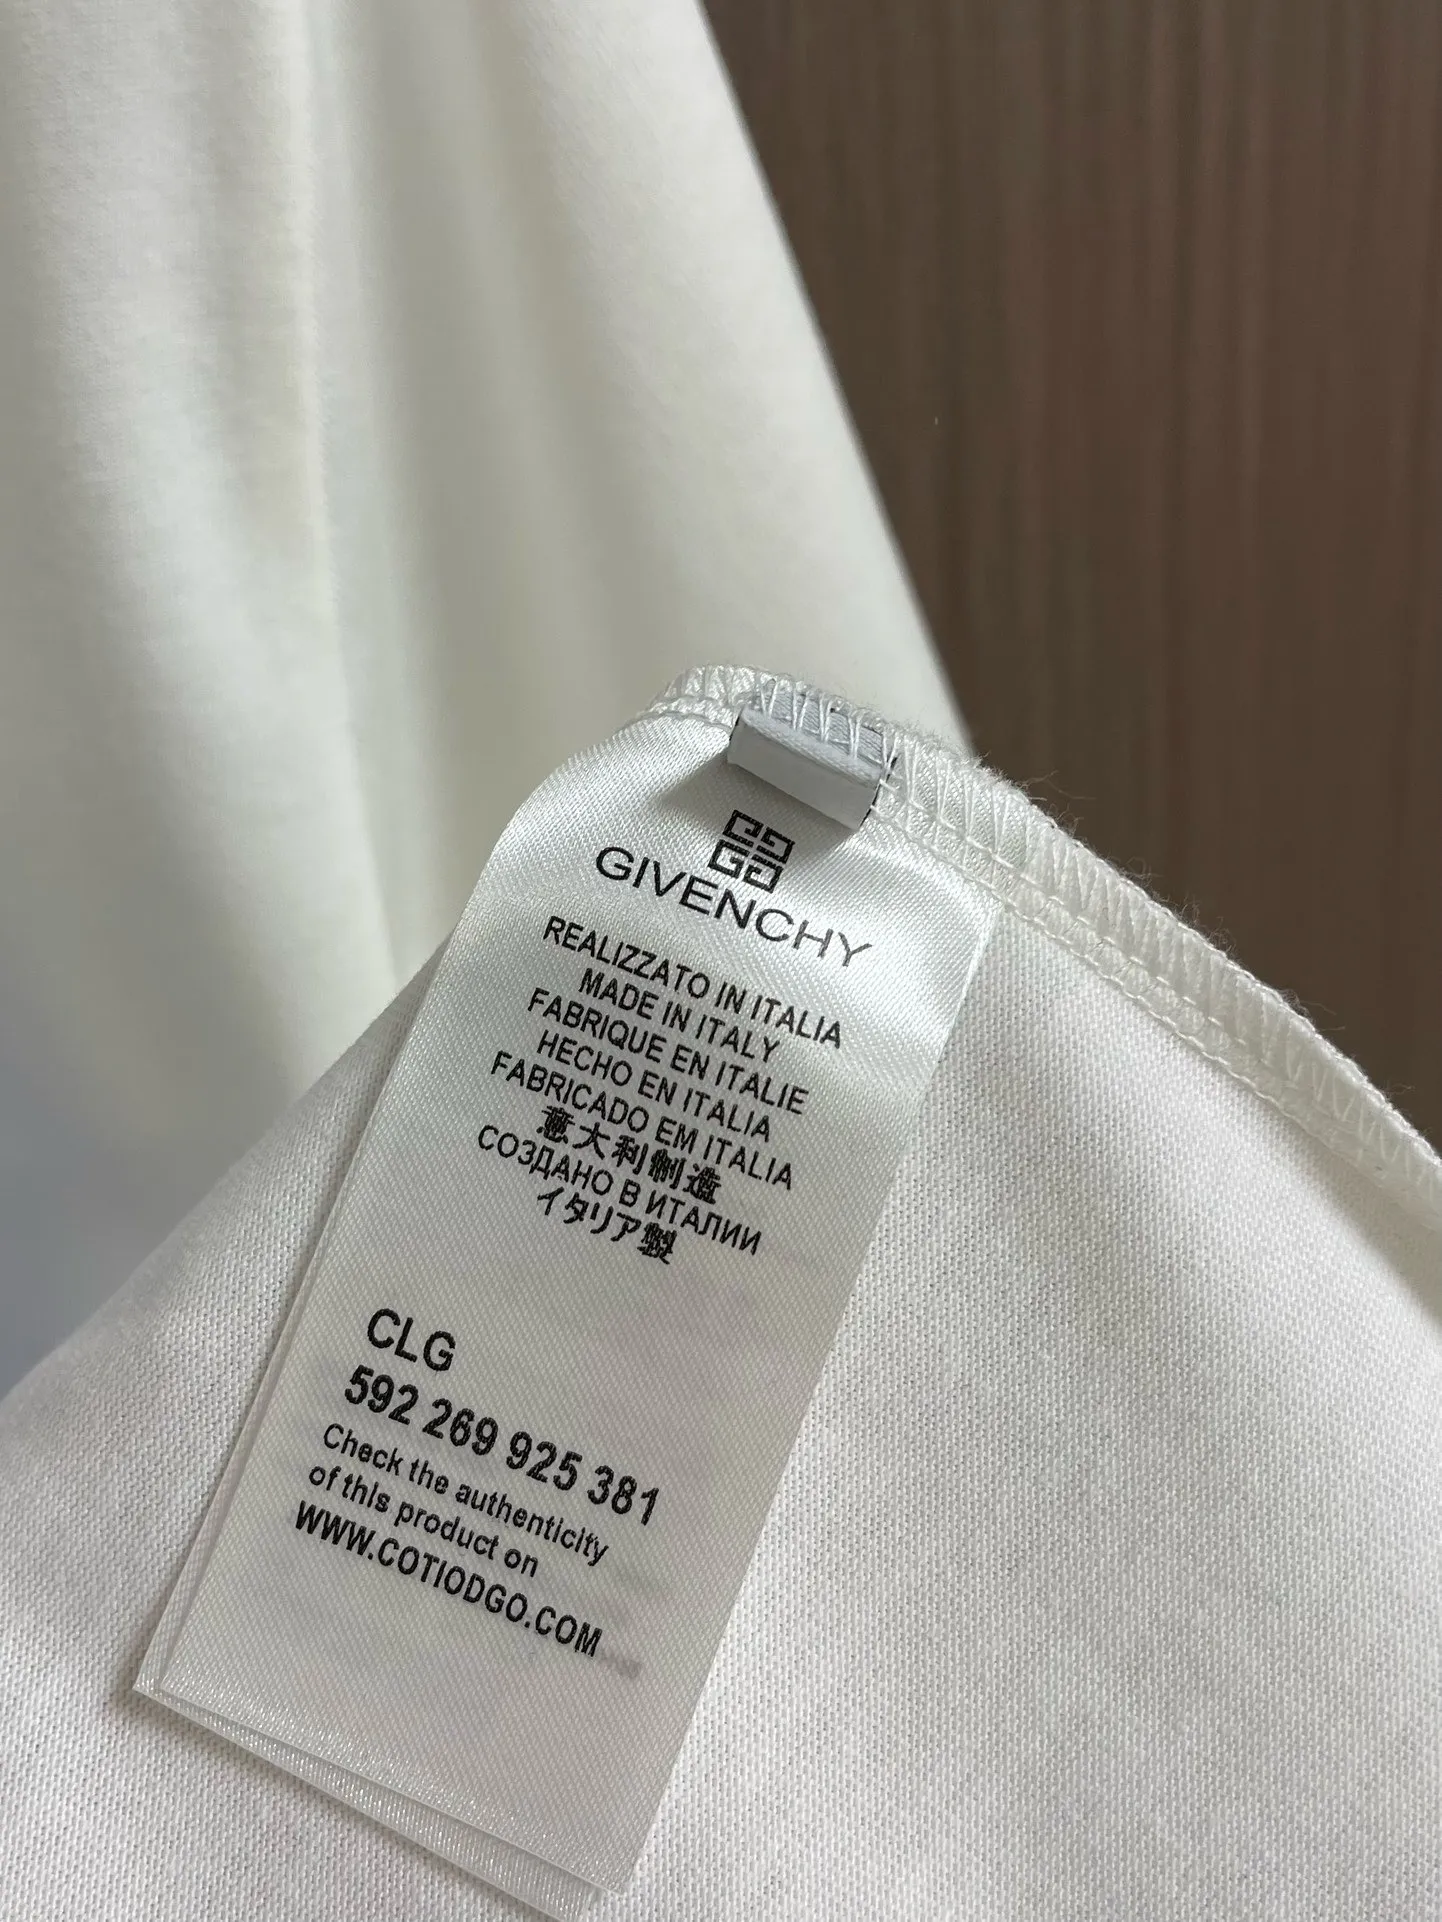 GIVENCHY
REALIZZATO IN ITALIA
MADE IN ITALY
FABRIQUE EN ITALIE
HECHO EN ITALIA
FABRICADO EM ITALIA
意大利制造
СОЗДАНО В ИТАЛИИ
イタリア製
CLG
592 269 925 381
Check the authenticity
of this product on
WWW.COTIODGO.COM